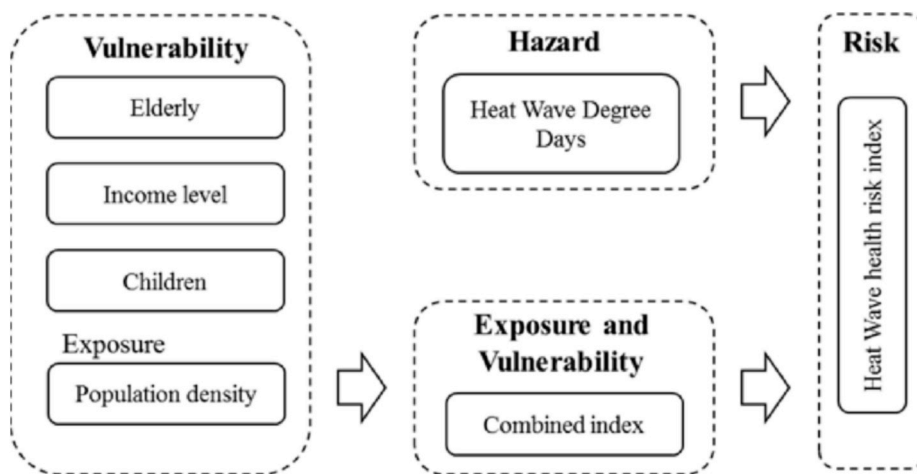 Vulnerability
Elderly
Income level
Children
Exposure
Population density
Hazard
Heat Wave Degree
Days
Exposure and
Vulnerability
Combined index
Risk
Heat Wave health risk index